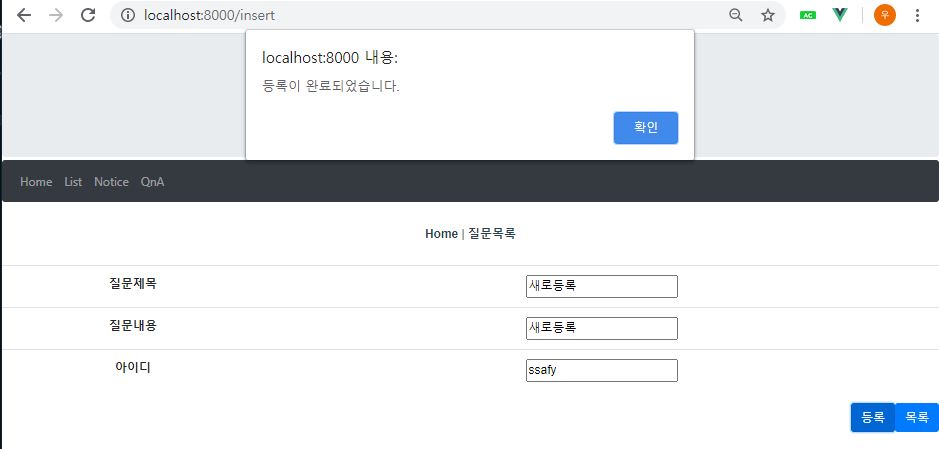 localhost:8000/insert
AC
우
localhost:8000 내용:
등록이 완료되었습니다.
확인
Home List Notice QnA
Home | 질문목록
질문제목 새로등록
질문내용 새로등록
아이디 ssafy
등록 목록